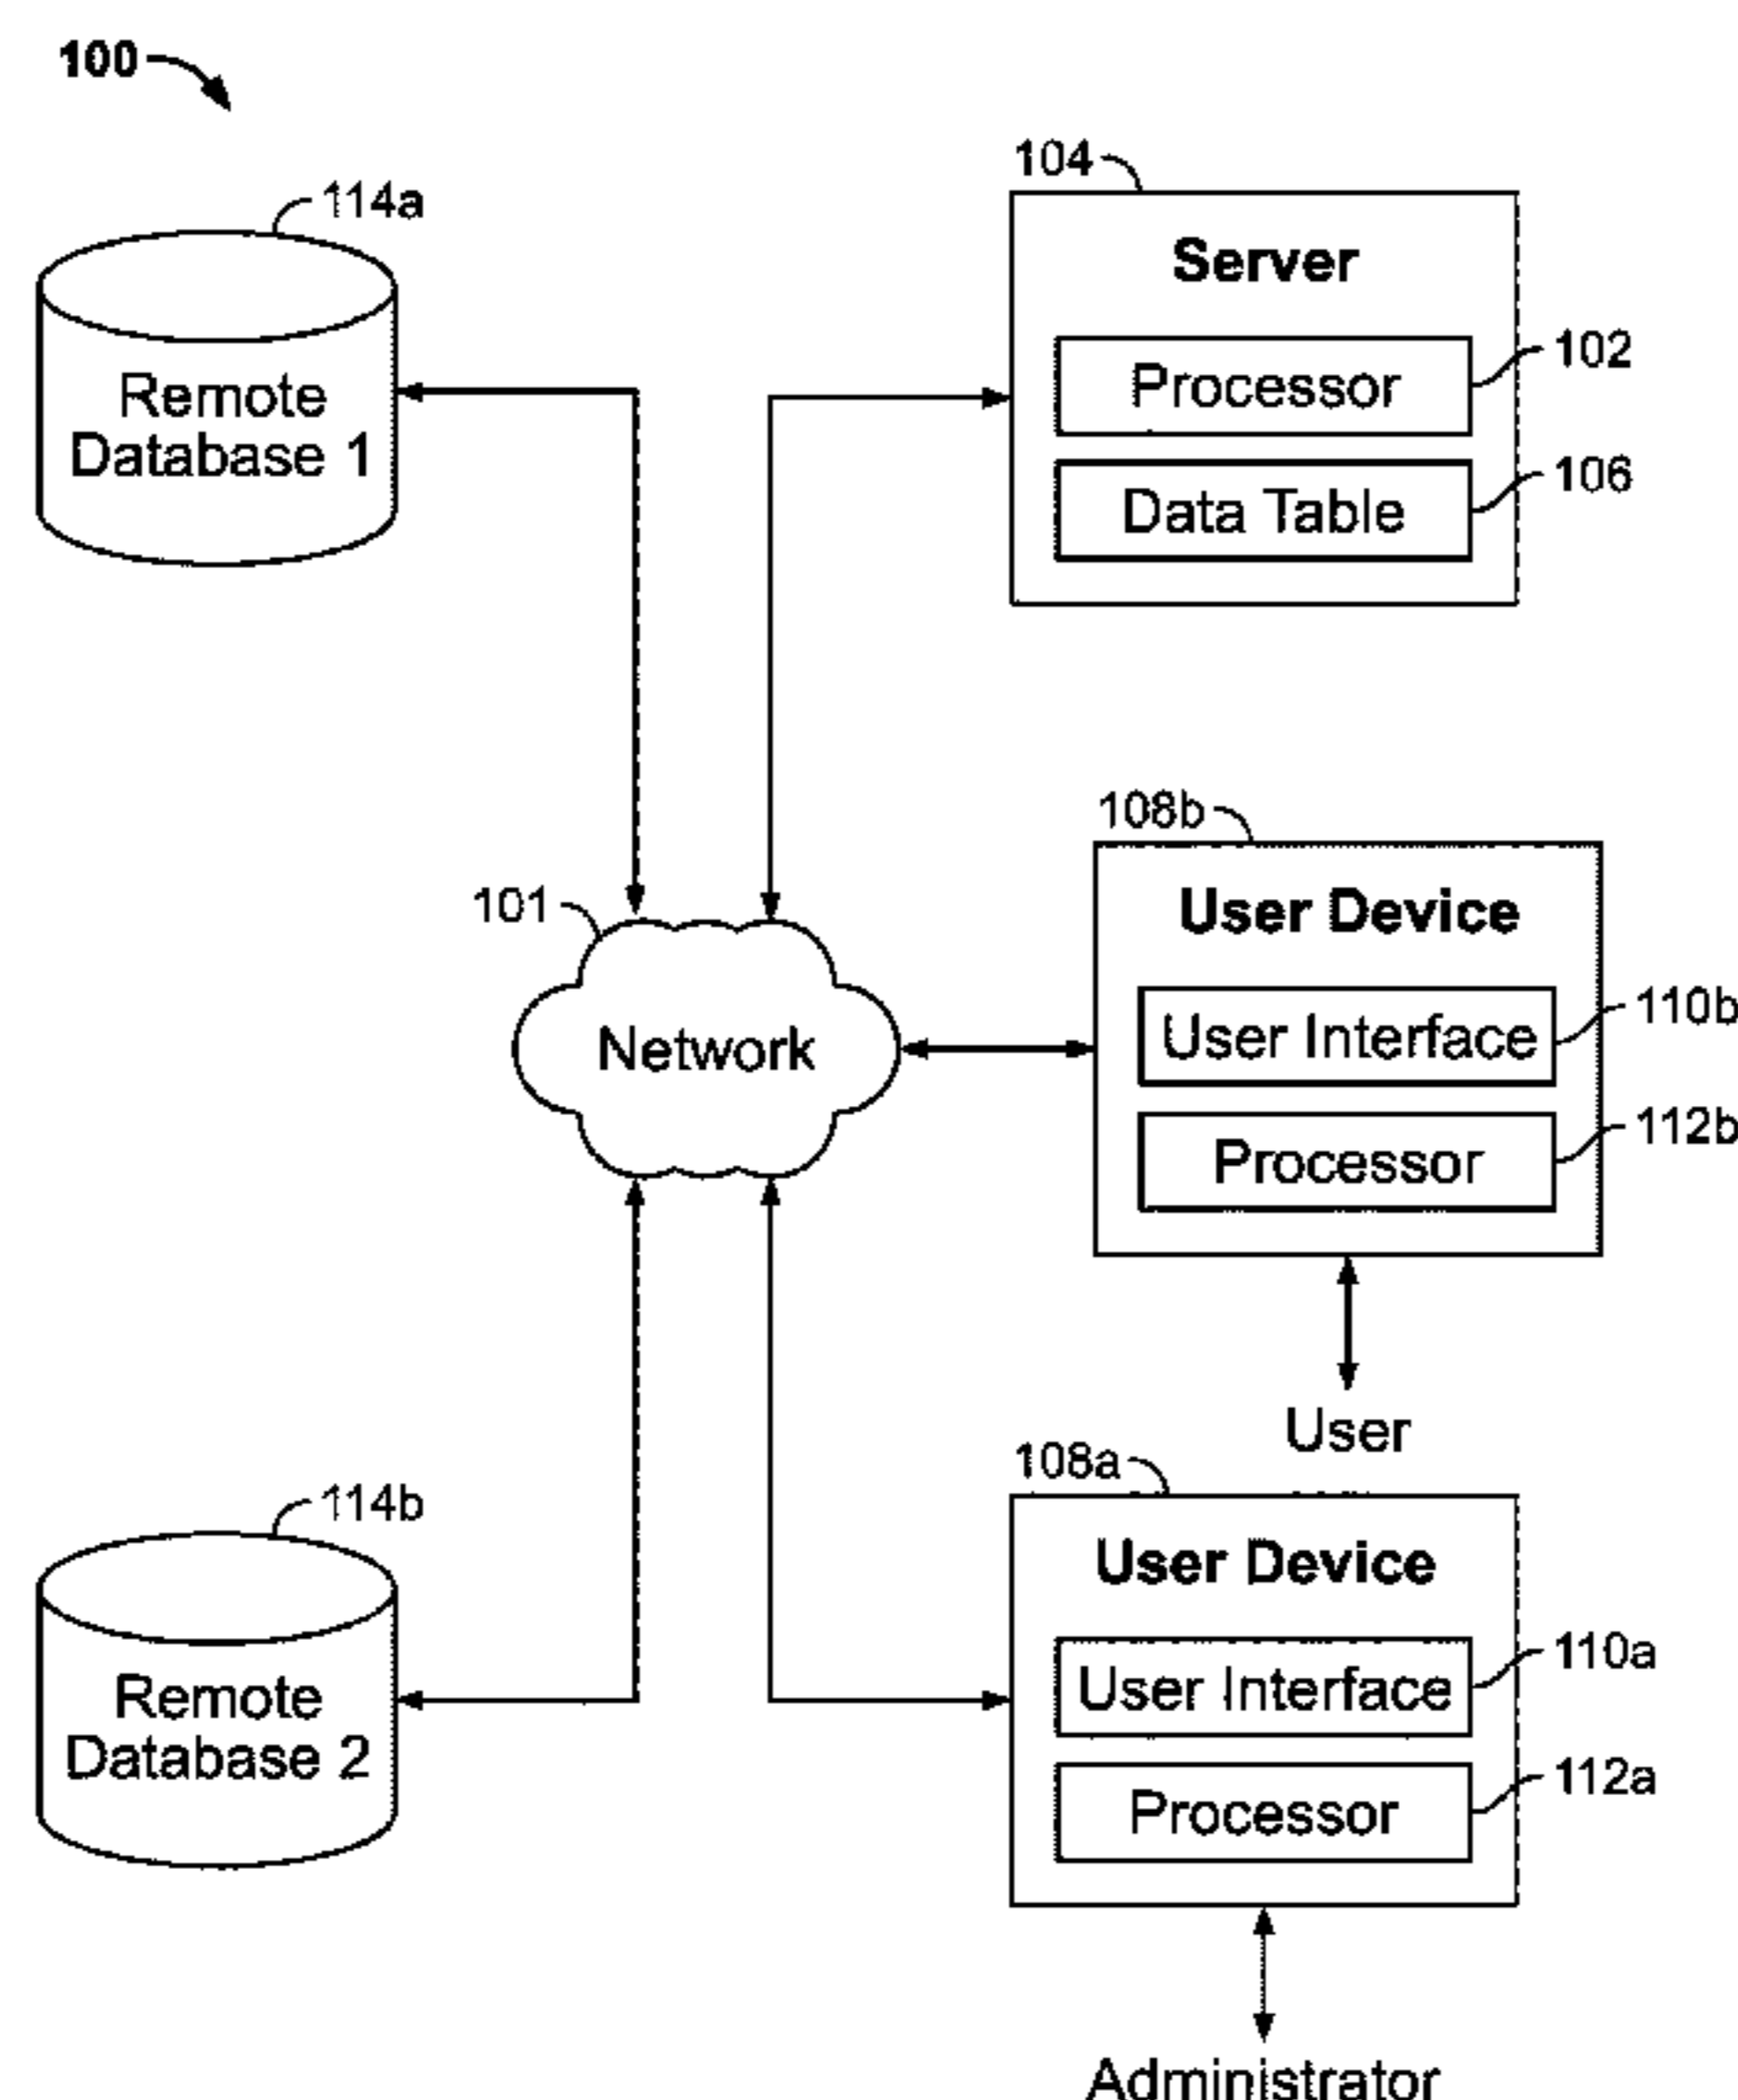 100
104
114a
Server
102
Processor
Remote
Database 1
106
Data Table
108b
101
User Device
110b
User Interface
Network
112b
Processor
User
108a
114b
User Device
110a
User Interface
Remote
Database 2
112a
Processor
Administrator